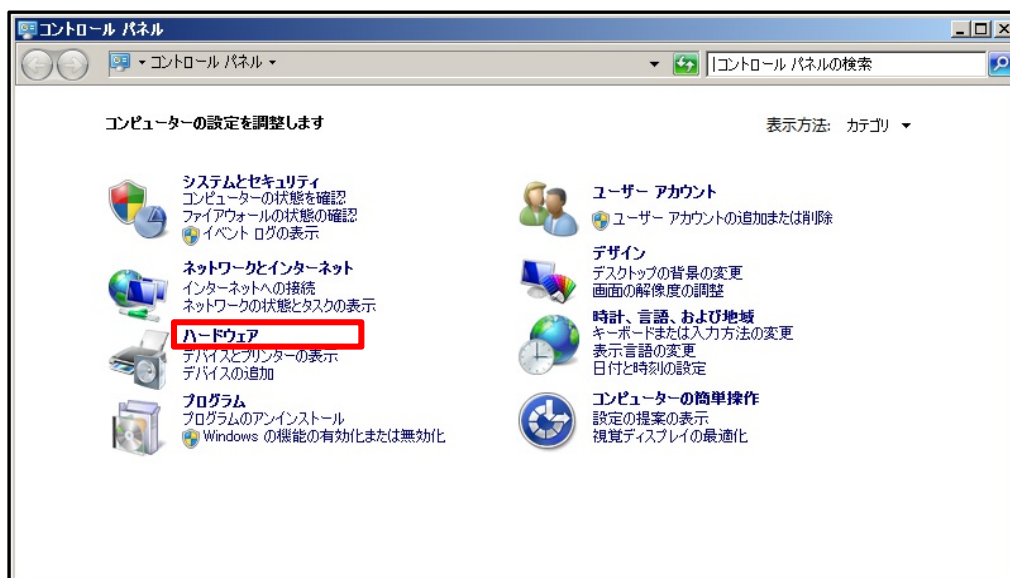 コントロール パネル
コントロール パネル
コントロール パネルの検索
コンピューターの設定を調整します
表示方法: カテゴリ
システムとセキュリティ
コンピューターの状態を確認
ファイアウォールの状態の確認
イベント ログの表示
ネットワークとインターネット
インターネットへの接続
ネットワークの状態とタスクの表示
ハードウェア
デバイスとプリンターの表示
デバイスの追加
プログラム
プログラムのアンインストール
Windows の機能の有効化または無効化
ユーザー アカウント
ユーザー アカウントの追加または削除
デザイン
デスクトップの背景の変更
画面の解像度の調整
時計、言語、および地域
キーボードまたは入力方法の変更
表示言語の変更
日付と時刻の設定
コンピューターの簡単操作
設定の提案の表示
視覚ディスプレイの最適化